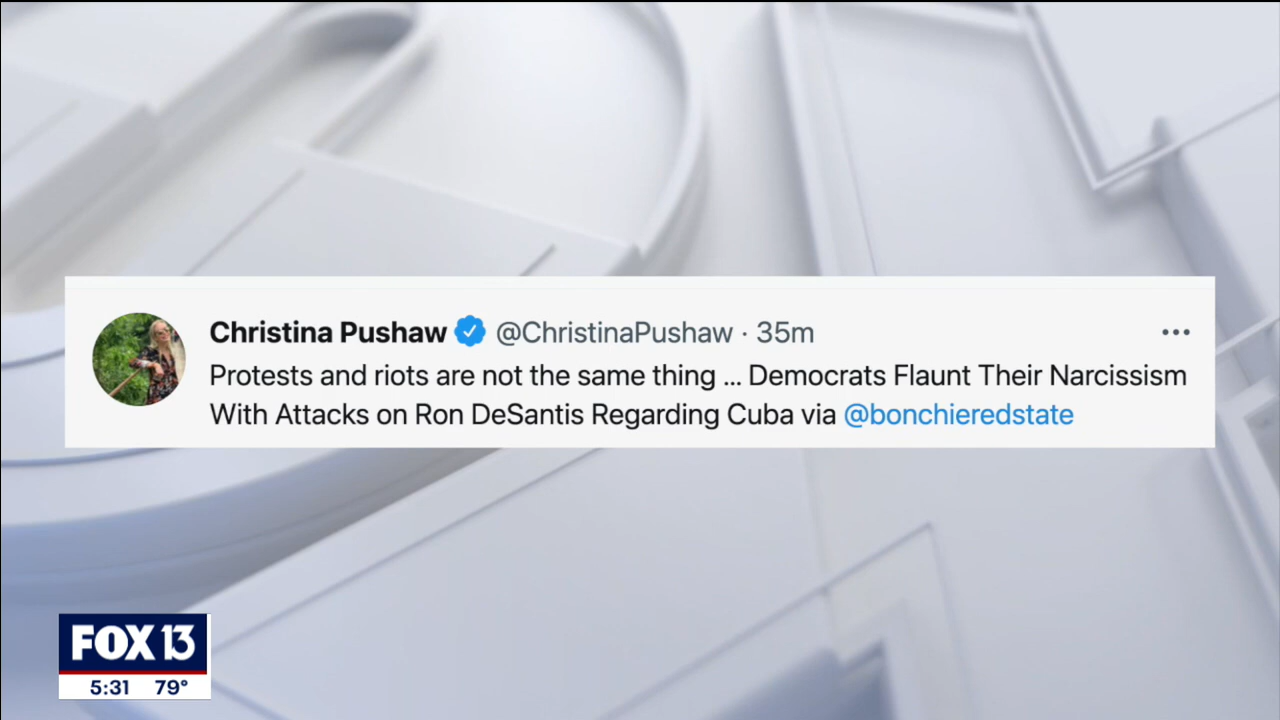 Christina Pushaw @ChristinaPushaw · 35m
Protests and riots are not the same thing ... Democrats Flaunt Their Narcissism
With Attacks on Ron DeSantis Regarding Cuba via @bonchieredstate
FOX 13
5:31 79°